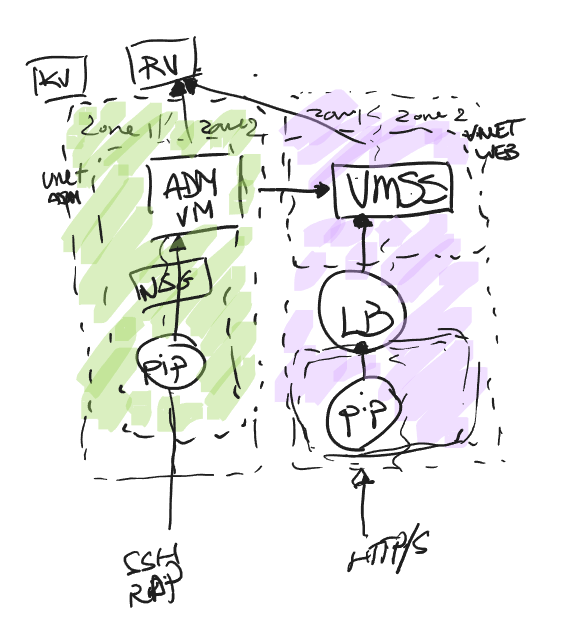 KV
RV
zone 1
zone 2
zone 1
zone 2
VNET
WEB
vnet
ADM
ADM
VM
VMSS
NSG
LB
pip
pip
SSH
HTTP/S